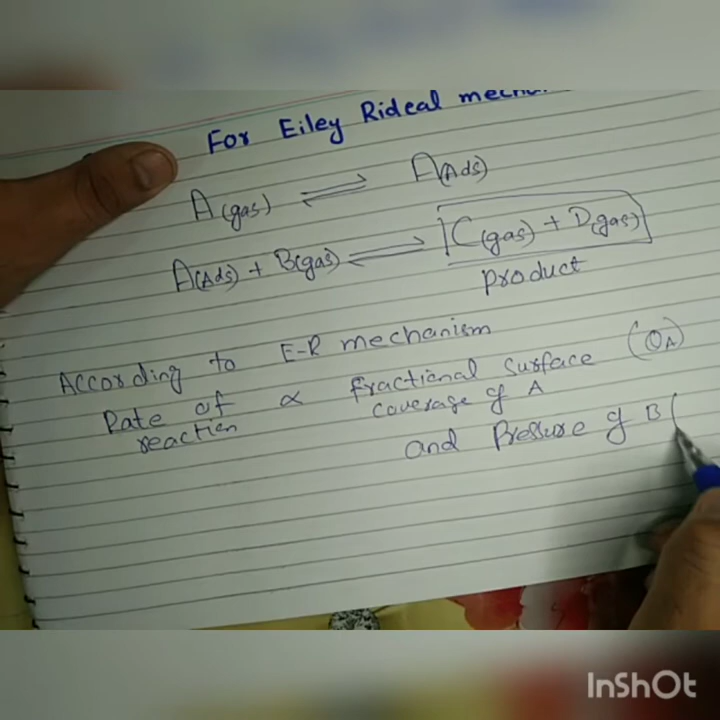 For Eiley Rideal
A(gas) ⇌ A(Ads)
A(Ads) + B(gas) ⇌ C(gas) + D(gas)
product
According to E-R mechanism
Rate of reaction ∝ fractional surface coverage of A (θA)
and Pressure of B (
InShOt